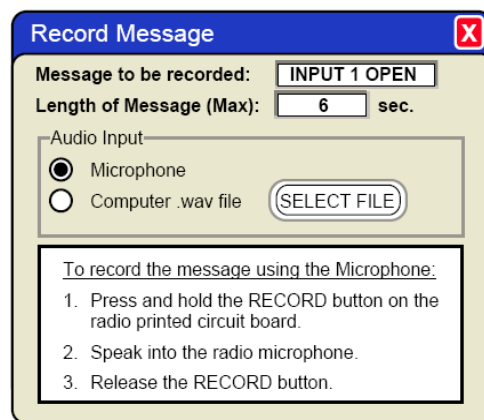 Record Message X
Message to be recorded: INPUT 1 OPEN
Length of Message (Max): 6 sec.
Audio Input
Microphone
Computer .wav file SELECT FILE
To record the message using the Microphone:
1. Press and hold the RECORD button on the
radio printed circuit board.
2. Speak into the radio microphone.
3. Release the RECORD button.